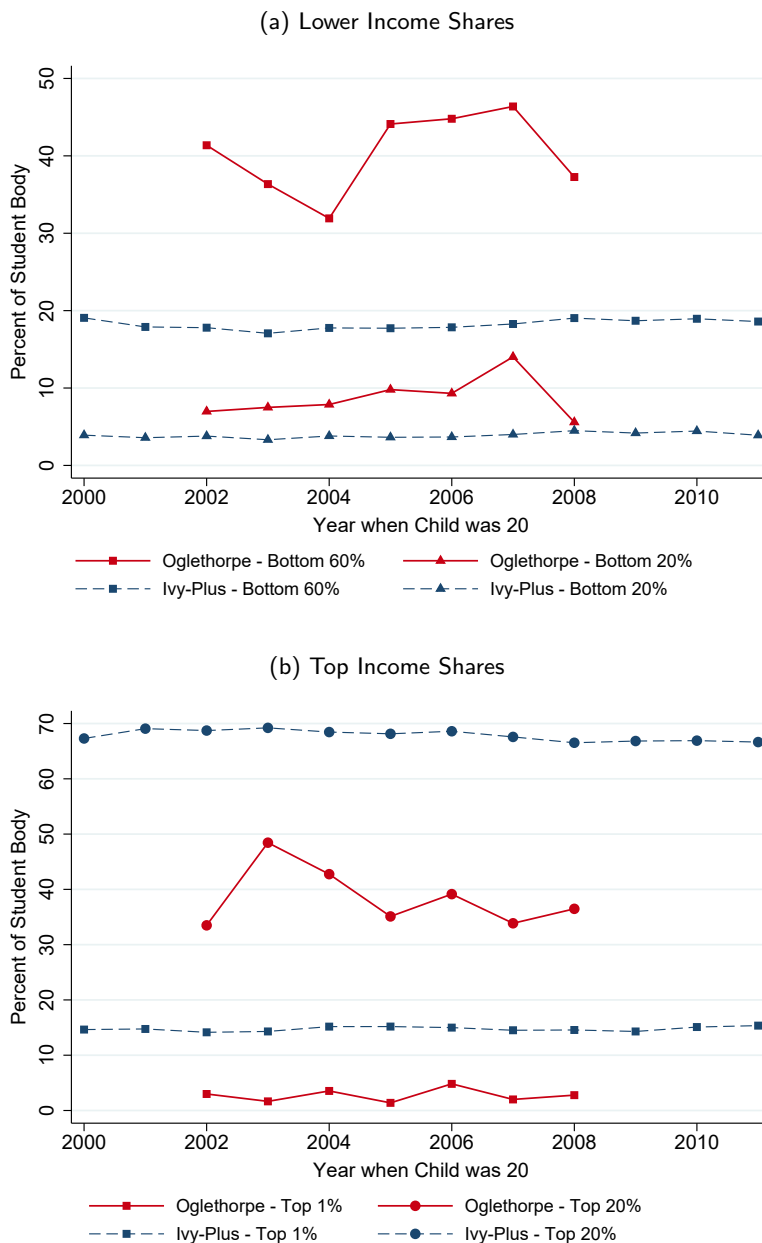 (a) Lower Income Shares
Percent of Student Body
50
40
30
20
10
0
2000 2002 2004 2006 2008 2010
Year when Child was 20
Oglethorpe - Bottom 60% Oglethorpe - Bottom 20%
Ivy-Plus - Bottom 60% Ivy-Plus - Bottom 20%
(b) Top Income Shares
Percent of Student Body
70
60
50
40
30
20
10
0
2000 2002 2004 2006 2008 2010
Year when Child was 20
Oglethorpe - Top 1% Oglethorpe - Top 20%
Ivy-Plus - Top 1% Ivy-Plus - Top 20%